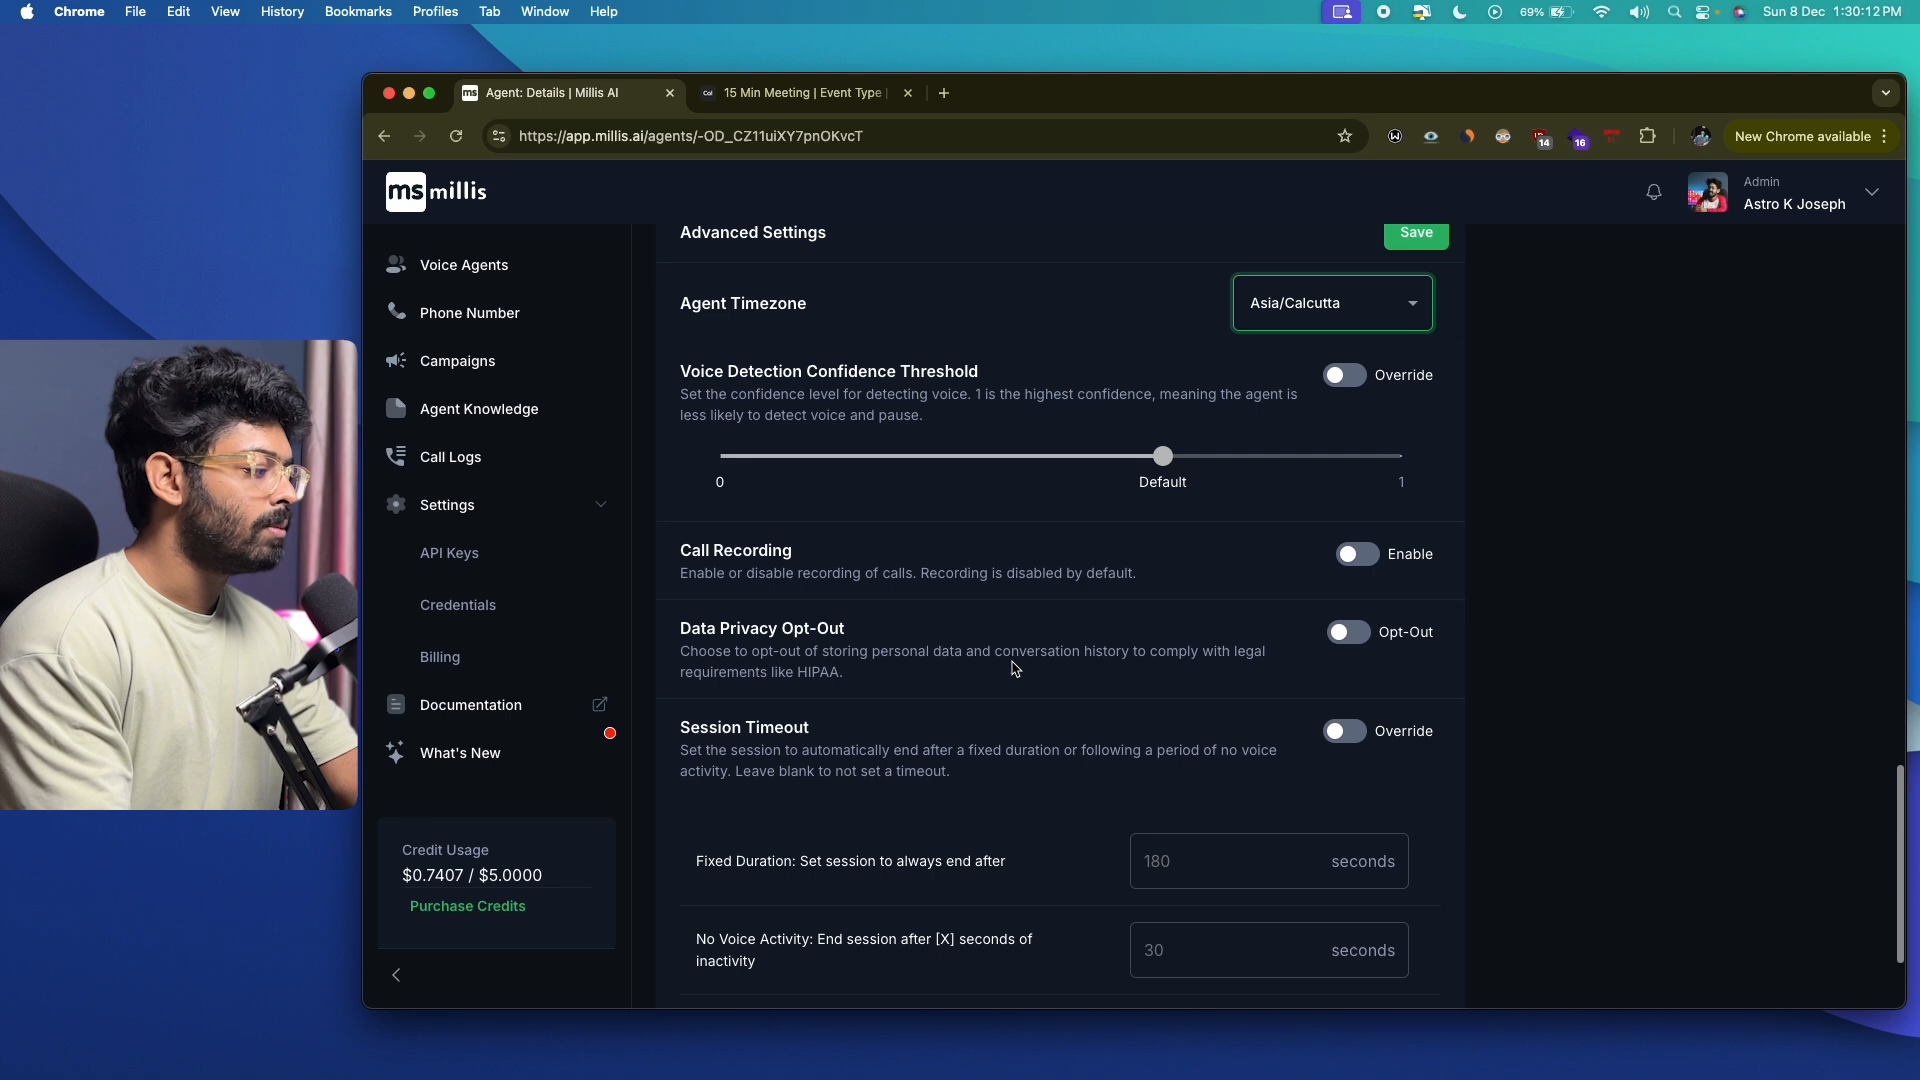 Chrome File Edit View History Bookmarks Profiles Tab Window Help
69% Sun 8 Dec 1:30:12 PM
ms Agent: Details | Millis AI
Cal 15 Min Meeting | Event Type |
https://app.millis.ai/agents/-OD_CZ11uiXY7pnOKvcT
14
16
New Chrome available
ms millis
Admin
Astro K Joseph
Voice Agents
Phone Number
Campaigns
Agent Knowledge
Call Logs
Settings
API Keys
Credentials
Billing
Documentation
What's New
Credit Usage
$0.7407 / $5.0000
Purchase Credits
Advanced Settings
Save
Agent Timezone
Asia/Calcutta
Voice Detection Confidence Threshold
Override
Set the confidence level for detecting voice. 1 is the highest confidence, meaning the agent is
less likely to detect voice and pause.
0 Default 1
Call Recording
Enable
Enable or disable recording of calls. Recording is disabled by default.
Data Privacy Opt-Out
Opt-Out
Choose to opt-out of storing personal data and conversation history to comply with legal
requirements like HIPAA.
Session Timeout
Override
Set the session to automatically end after a fixed duration or following a period of no voice
activity. Leave blank to not set a timeout.
Fixed Duration: Set session to always end after
180 seconds
No Voice Activity: End session after [X] seconds of
inactivity
30 seconds